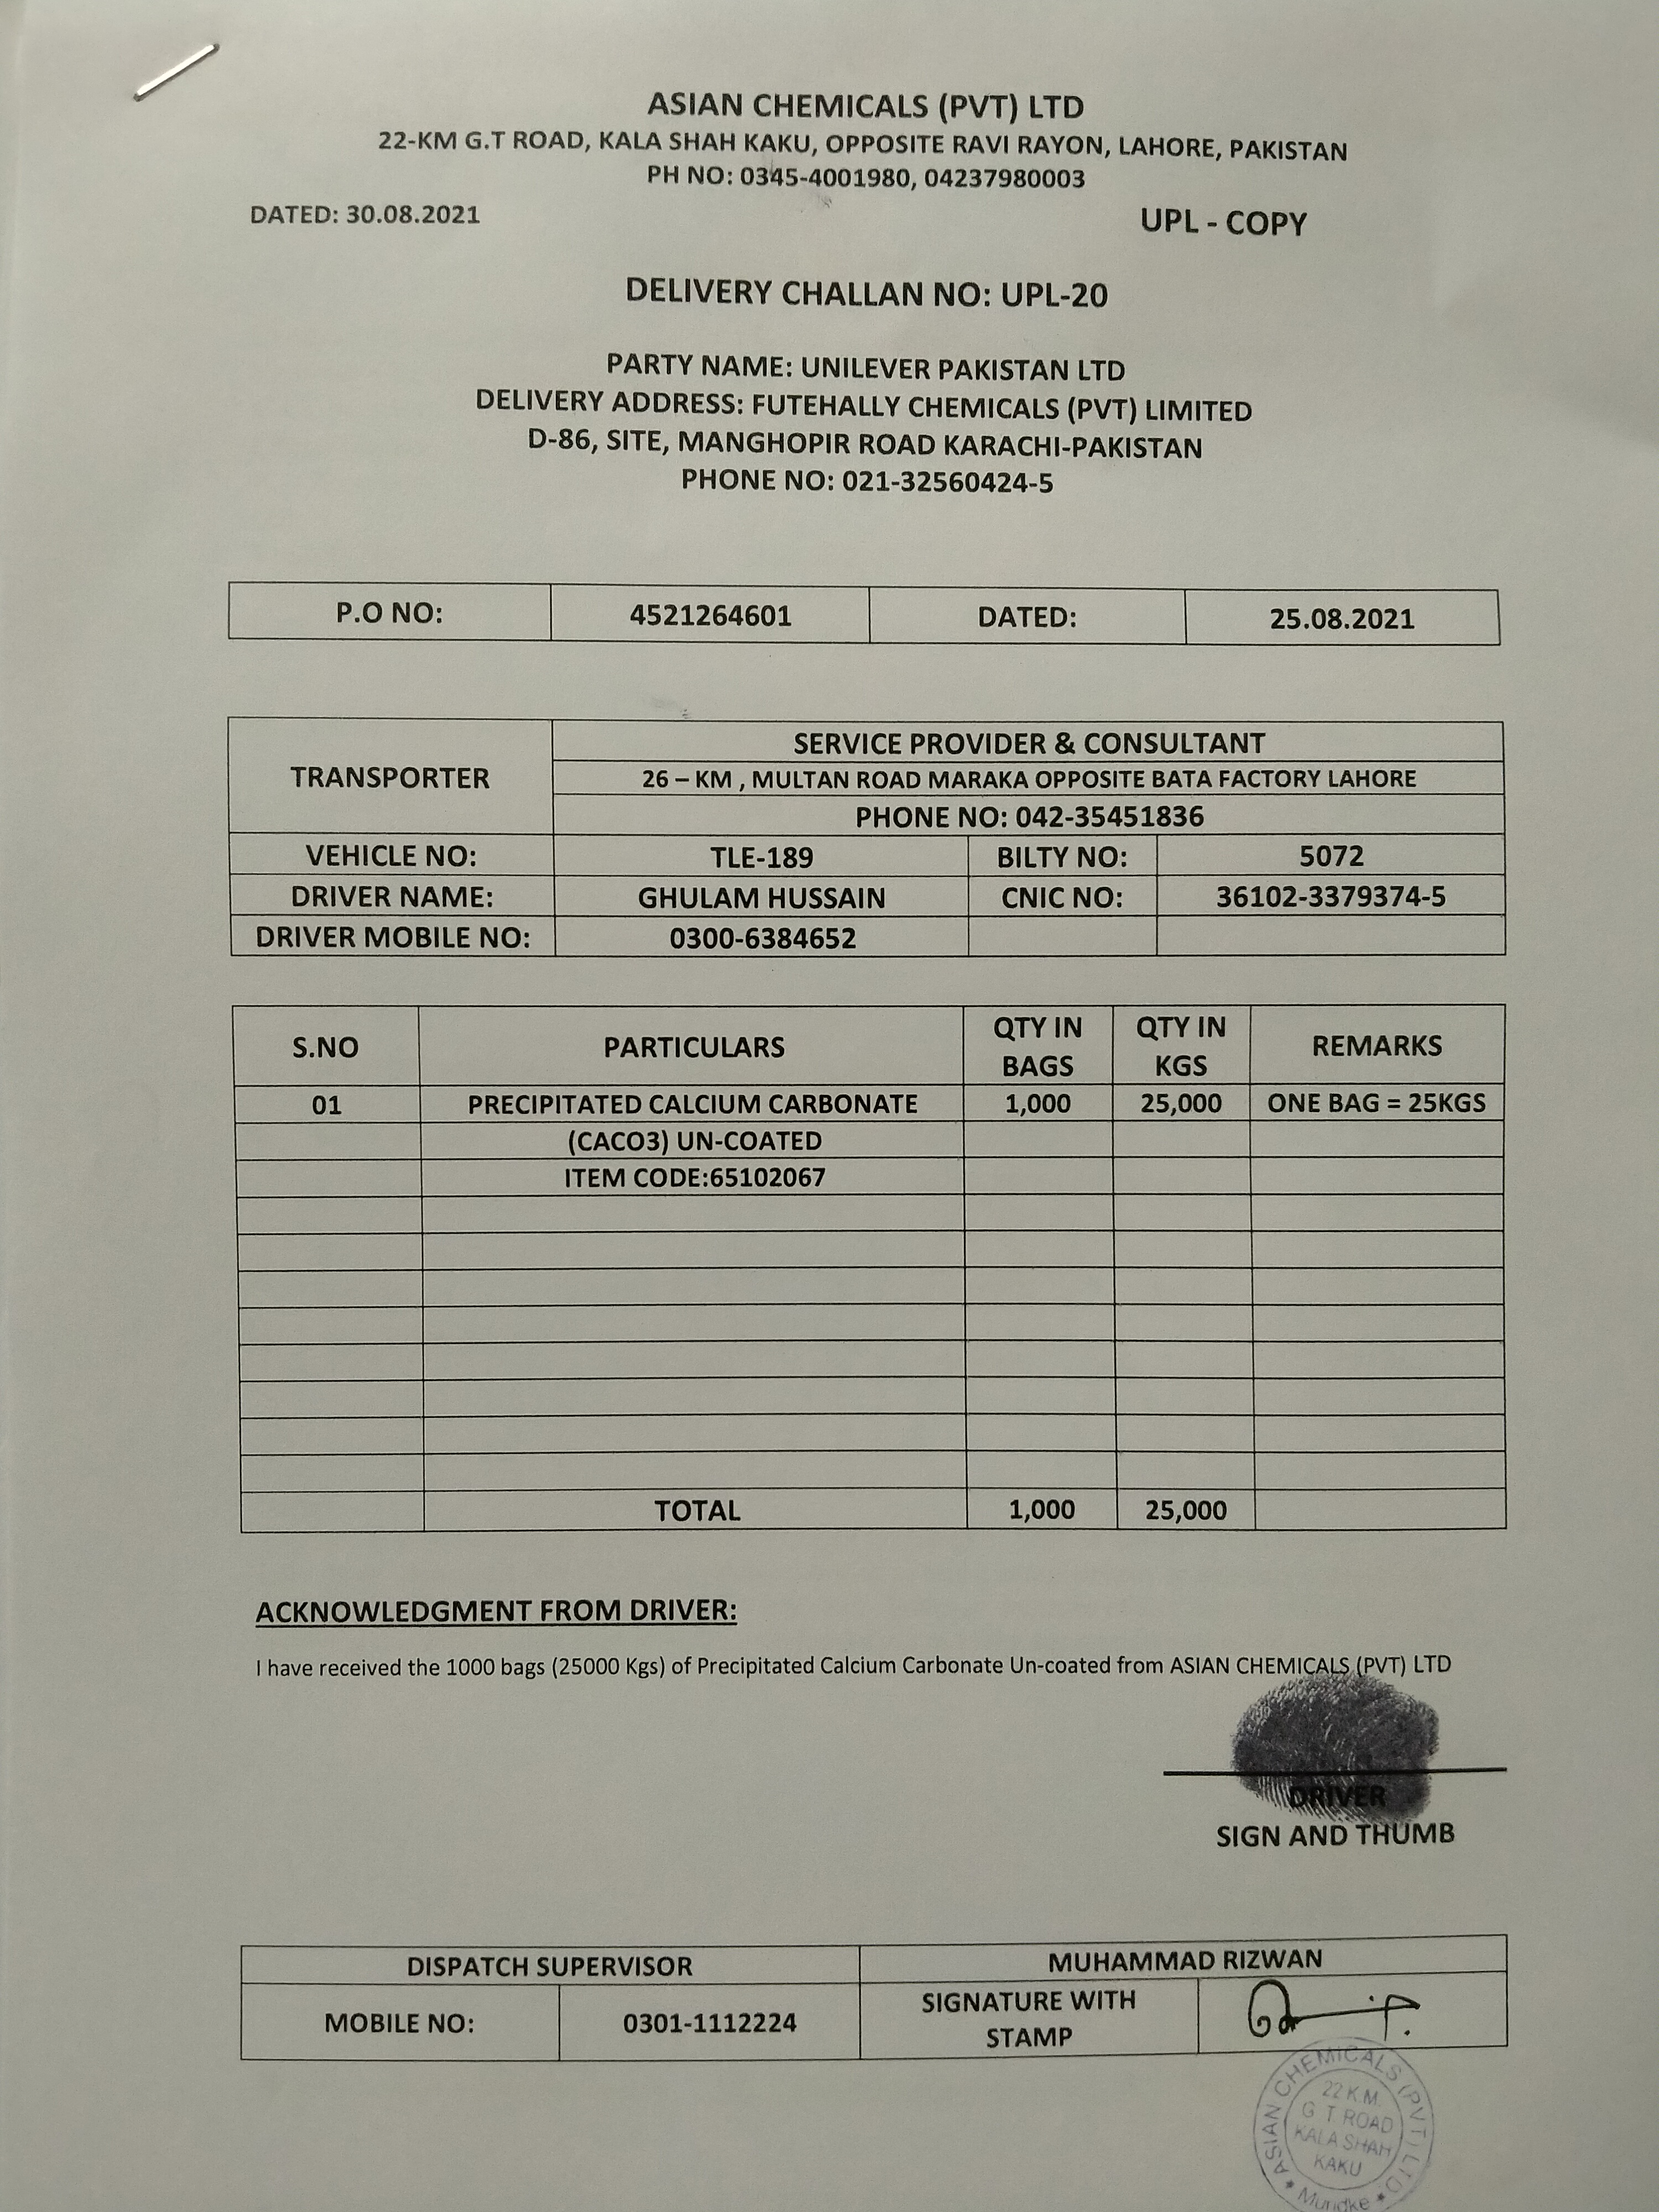 ASIAN CHEMICALS (PVT) LTD
22-KM G.T ROAD, KALA SHAH KAKU, OPPOSITE RAVI RAYON, LAHORE, PAKISTAN
PH NO: 0345-4001980, 04237980003
DATED: 30.08.2021 UPL - COPY
DELIVERY CHALLAN NO: UPL-20
PARTY NAME: UNILEVER PAKISTAN LTD
DELIVERY ADDRESS: FUTEHALLY CHEMICALS (PVT) LIMITED
D-86, SITE, MANGHOPIR ROAD KARACHI-PAKISTAN
PHONE NO: 021-32560424-5
P.O NO: 4521264601 DATED: 25.08.2021
SERVICE PROVIDER & CONSULTANT
TRANSPORTER 26 – KM , MULTAN ROAD MARAKA OPPOSITE BATA FACTORY LAHORE
PHONE NO: 042-35451836
VEHICLE NO: TLE-189 BILTY NO: 5072
DRIVER NAME: GHULAM HUSSAIN CNIC NO: 36102-3379374-5
DRIVER MOBILE NO: 0300-6384652
S.NO PARTICULARS QTY IN BAGS QTY IN KGS REMARKS
01 PRECIPITATED CALCIUM CARBONATE 1,000 25,000 ONE BAG = 25KGS
(CACO3) UN-COATED
ITEM CODE:65102067
TOTAL 1,000 25,000
ACKNOWLEDGMENT FROM DRIVER:
I have received the 1000 bags (25000 Kgs) of Precipitated Calcium Carbonate Un-coated from ASIAN CHEMICALS (PVT) LTD
DRIVER
SIGN AND THUMB
DISPATCH SUPERVISOR MUHAMMAD RIZWAN
MOBILE NO: 0301-1112224 SIGNATURE WITH STAMP
ASIAN CHEMICALS (PVT) LTD
22 K.M.
G T ROAD
KALA SHAH
KAKU
Muridke